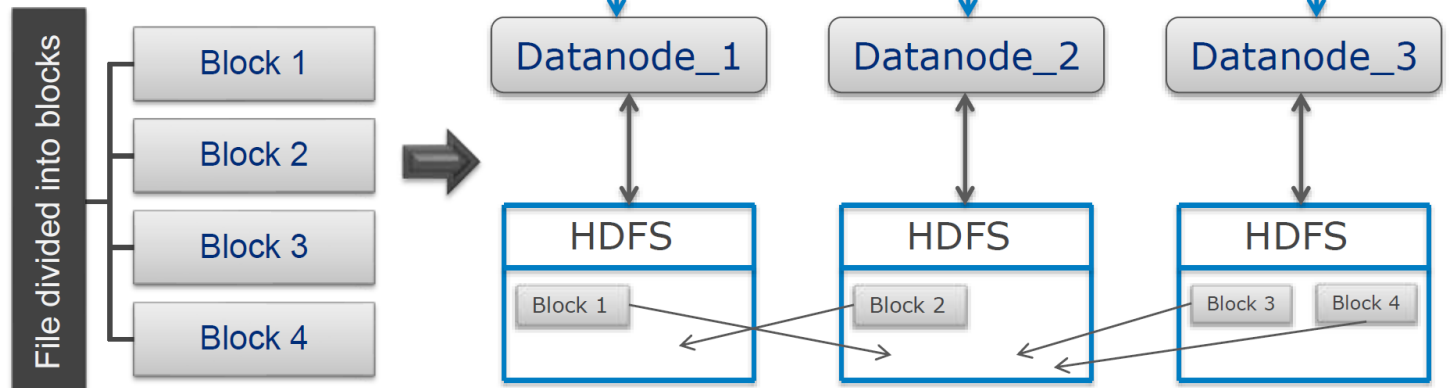 File divided into blocks
Block 1
Block 2
Block 3
Block 4
Datanode_1
Datanode_2
Datanode_3
HDFS
HDFS
HDFS
Block 1
Block 2
Block 3
Block 4